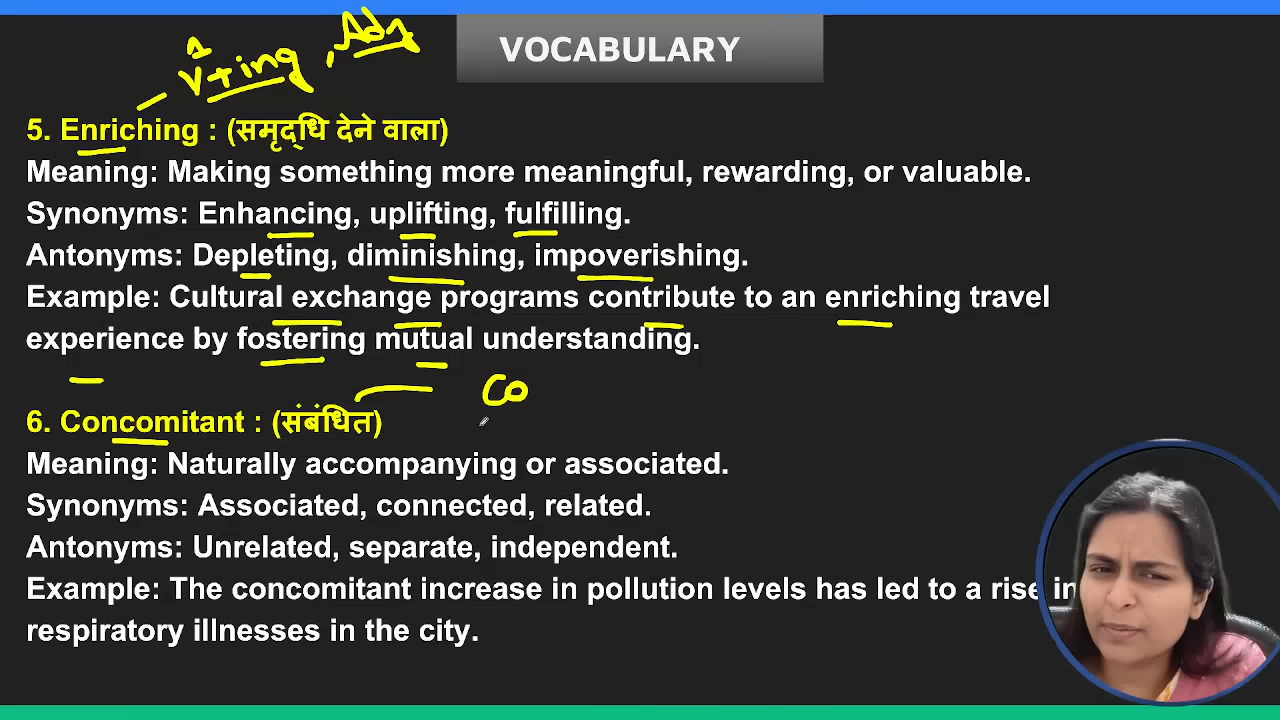 V¹+ing, Adj
VOCABULARY
5. Enriching : (समृद्धि देने वाला)
Meaning: Making something more meaningful, rewarding, or valuable.
Synonyms: Enhancing, uplifting, fulfilling.
Antonyms: Depleting, diminishing, impoverishing.
Example: Cultural exchange programs contribute to an enriching travel
experience by fostering mutual understanding.
Co
6. Concomitant : (संबंधित)
Meaning: Naturally accompanying or associated.
Synonyms: Associated, connected, related.
Antonyms: Unrelated, separate, independent.
Example: The concomitant increase in pollution levels has led to a rise in
respiratory illnesses in the city.